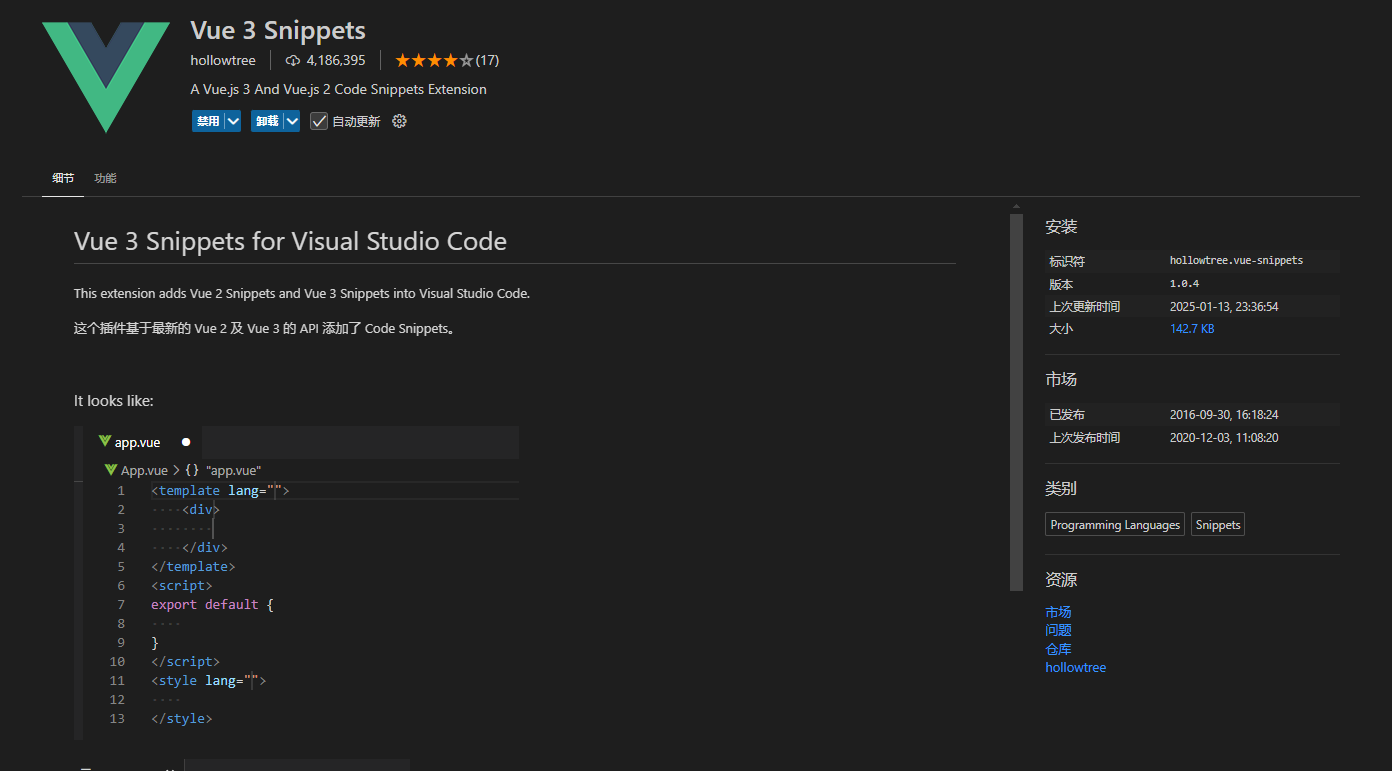 Vue 3 Snippets
hollowtree 4,186,395 (17)
A Vue.js 3 And Vue.js 2 Code Snippets Extension
禁用 卸载 自动更新
细节 功能
Vue 3 Snippets for Visual Studio Code
This extension adds Vue 2 Snippets and Vue 3 Snippets into Visual Studio Code.
这个插件基于最新的 Vue 2 及 Vue 3 的 API 添加了 Code Snippets。
It looks like:
app.vue
App.vue > {} "app.vue"
1 <template lang="">
2 ····<div>
3 ········
4 ····</div>
5 </template>
6 <script>
7 export default {
8 ····
9 }
10 </script>
11 <style lang="">
12 ····
13 </style>
安装
标识符 hollowtree.vue-snippets
版本 1.0.4
上次更新时间 2025-01-13, 23:36:54
大小 142.7 KB
市场
已发布 2016-09-30, 16:18:24
上次发布时间 2020-12-03, 11:08:20
类别
Programming Languages Snippets
资源
市场
问题
仓库
hollowtree